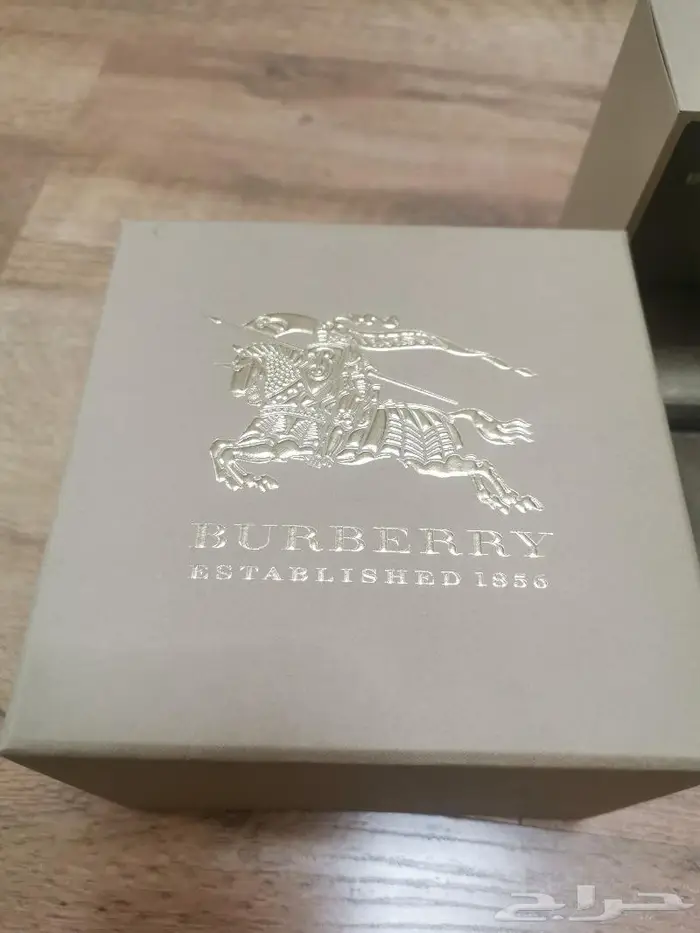 BURBERRY
ESTABLISHED 1856
حراج